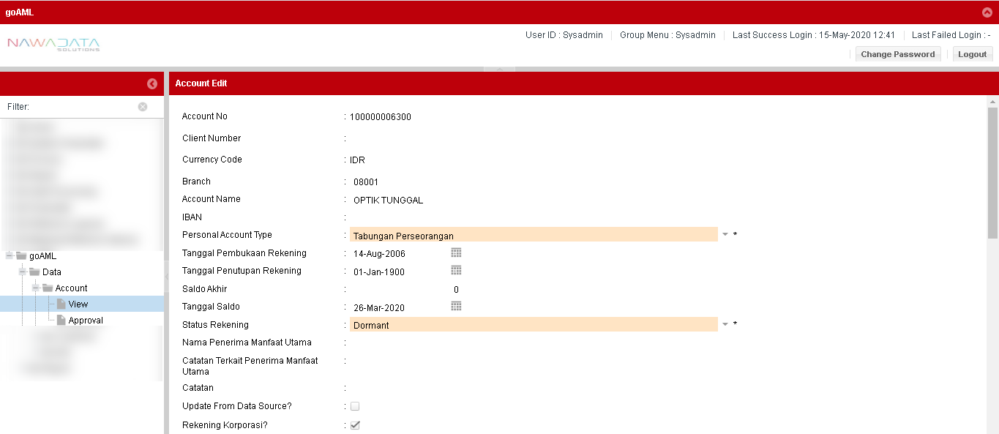 goAML
NAWADATA
SOLUTIONS
User ID : Sysadmin
Group Menu : Sysadmin
Last Success Login : 15-May-2020 12:41
Last Failed Login : -
Change Password
Logout
Filter:
goAML
Data
Account
View
Approval
Account Edit
Account No : 100000006300
Client Number :
Currency Code : IDR
Branch : 08001
Account Name : OPTIK TUNGGAL
IBAN :
Personal Account Type : Tabungan Perseorangan *
Tanggal Pembukaan Rekening : 14-Aug-2006
Tanggal Penutupan Rekening : 01-Jan-1900
Saldo Akhir : 0
Tanggal Saldo : 26-Mar-2020
Status Rekening : Dormant *
Nama Penerima Manfaat Utama :
Catatan Terkait Penerima Manfaat :
Utama
Catatan :
Update From Data Source? :
Rekening Korporasi? :